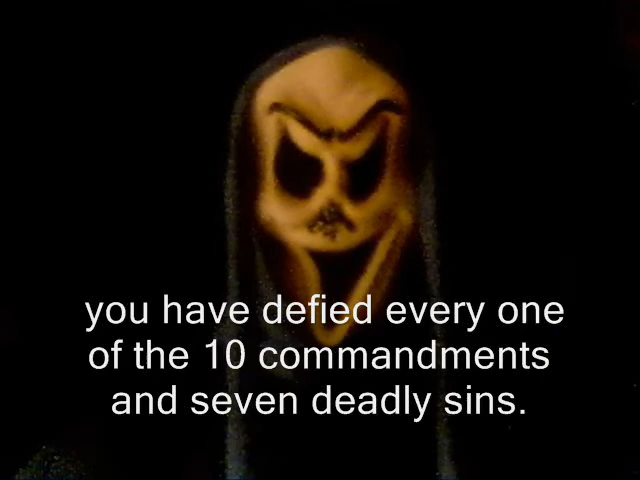 you have defied every one
of the 10 commandments
and seven deadly sins.